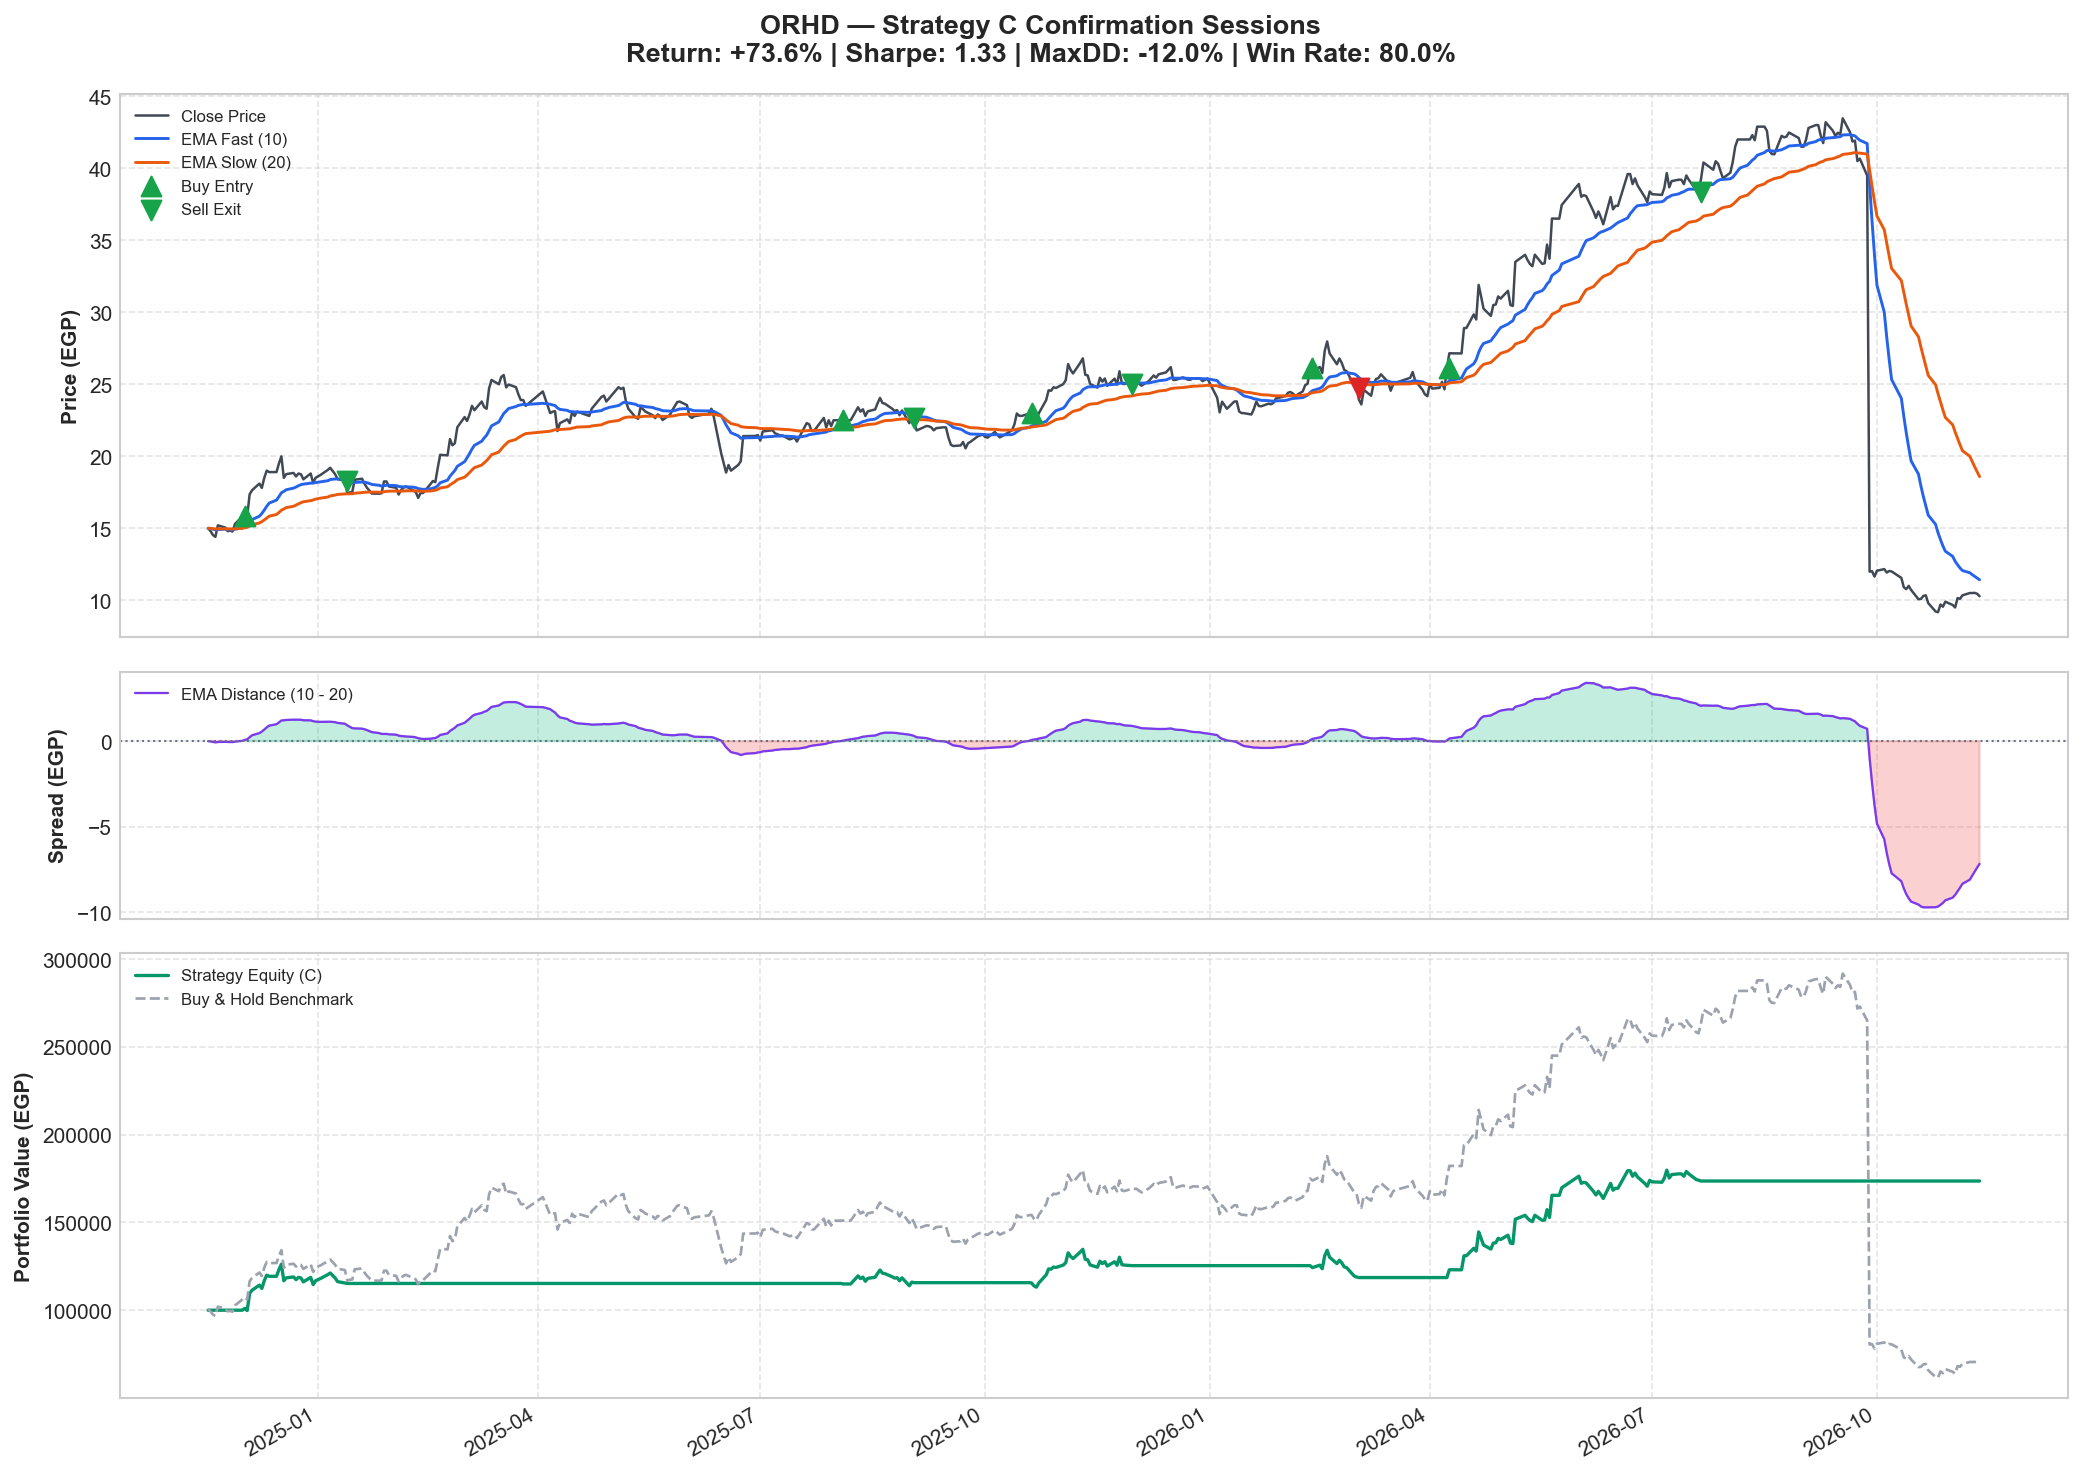 ORHD — Strategy C Confirmation Sessions
Return: +73.6% | Sharpe: 1.33 | MaxDD: -12.0% | Win Rate: 80.0%
Close Price
EMA Fast (10)
EMA Slow (20)
Buy Entry
Sell Exit
Price (EGP)
45
40
35
30
25
20
15
10
EMA Distance (10 - 20)
Spread (EGP)
0
−5
−10
Strategy Equity (C)
Buy & Hold Benchmark
Portfolio Value (EGP)
300000
250000
200000
150000
100000
2025-01
2025-04
2025-07
2025-10
2026-01
2026-04
2026-07
2026-10